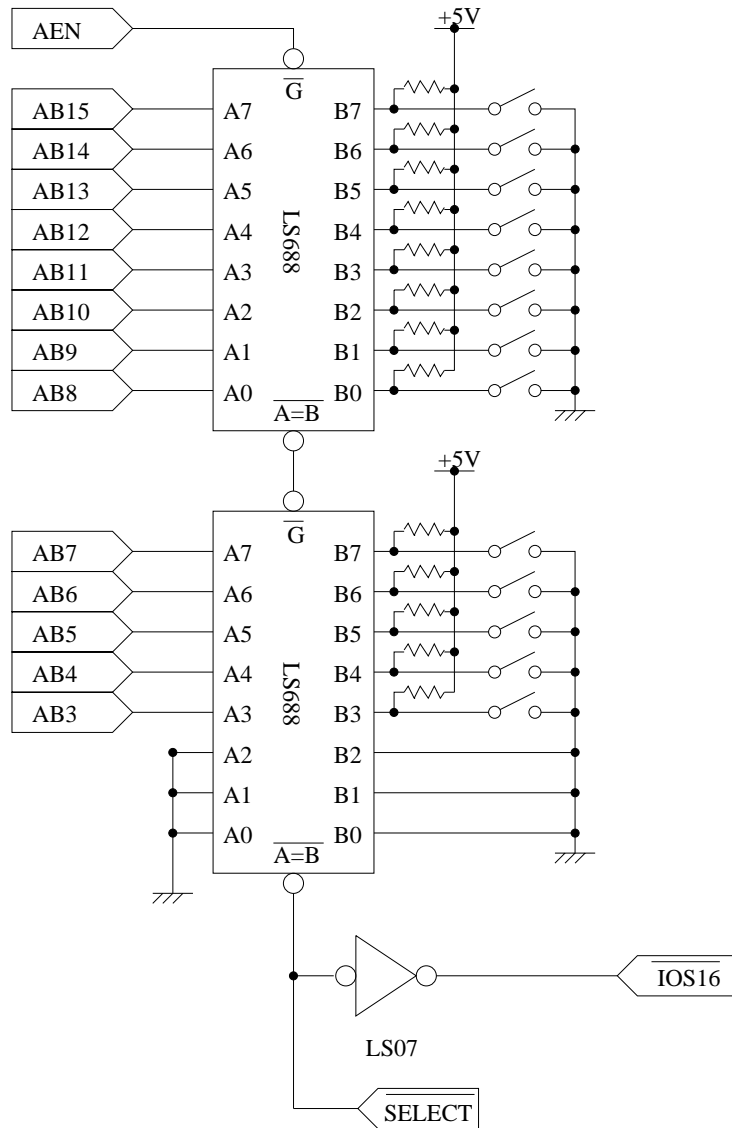 AEN
+5V
G
AB15 A7 B7
AB14 A6 B6
AB13 A5 B5
AB12 A4 B4
LS688
AB11 A3 B3
AB10 A2 B2
AB9 A1 B1
AB8 A0 B0
A=B
+5V
G
AB7 A7 B7
AB6 A6 B6
AB5 A5 B5
AB4 A4 B4
LS688
AB3 A3 B3
A2 B2
A1 B1
A0 B0
A=B
IOS16
LS07
SELECT